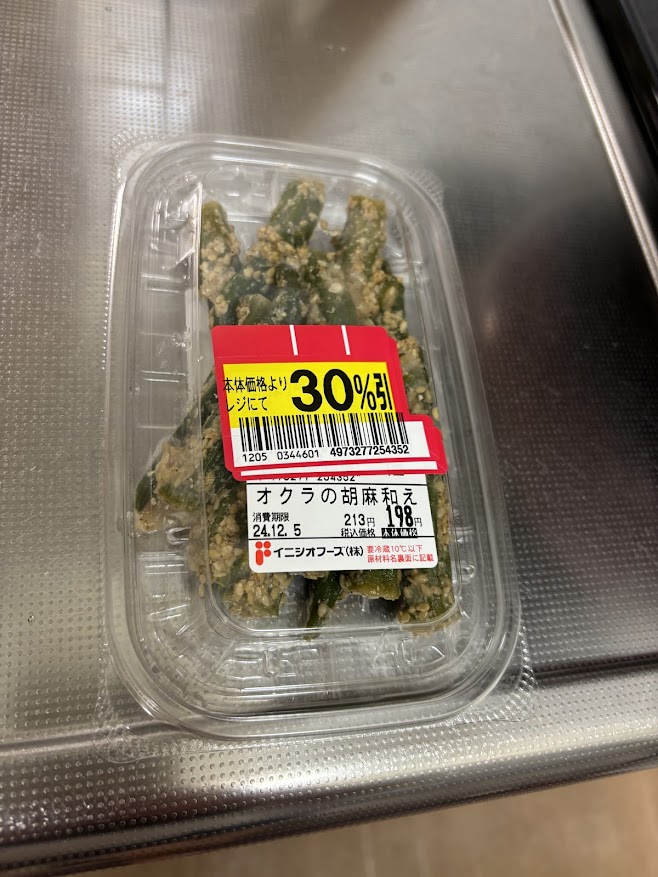 本体価格より
レジにて
30%引
1205 0344601 4973277254352
オクラの胡麻和え
消費期限
24.12.5
213円
税込価格
198円
本体価格
イニシオフーズ(株)
要冷蔵10℃以下
原材料名裏面に記載